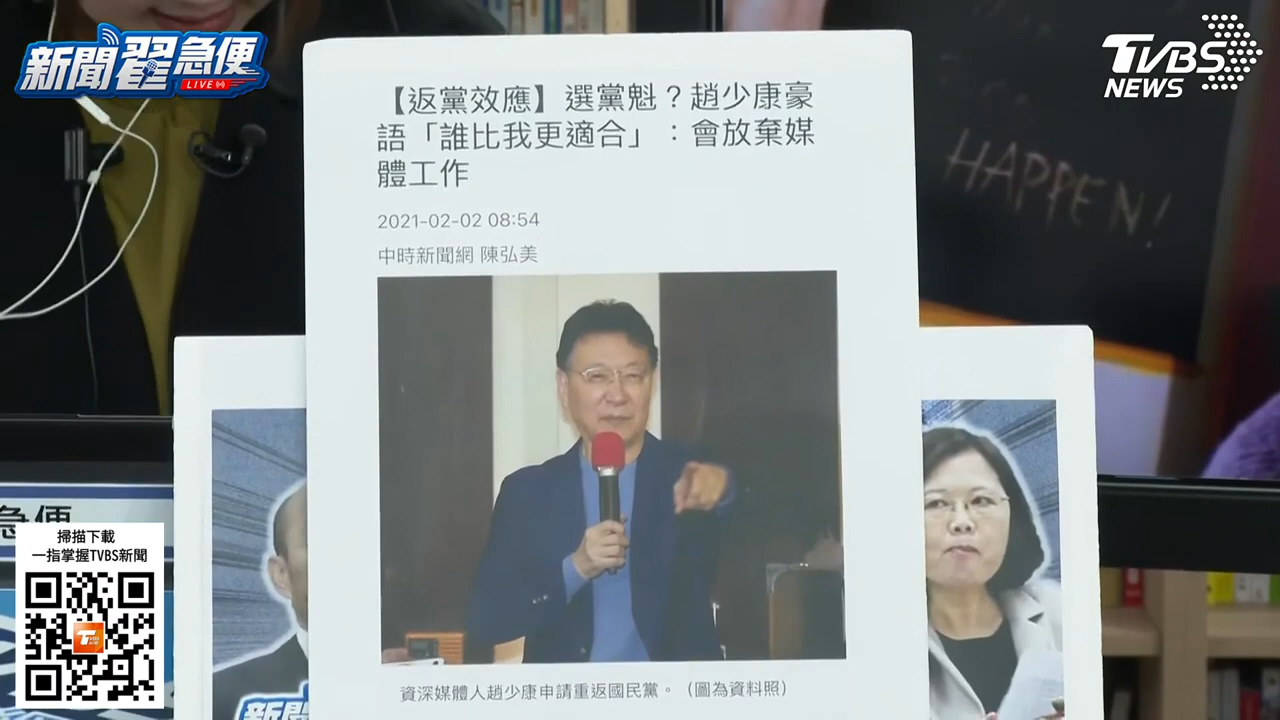 新聞翟急便
LIVE
TVBS
NEWS
【返黨效應】選黨魁？趙少康豪
語「誰比我更適合」：會放棄媒
體工作
2021-02-02 08:54
中時新聞網 陳弘美
HAPPEN!
急便
掃描下載
一指掌握TVBS新聞
資深媒體人趙少康申請重返國民黨。（圖為資料照）